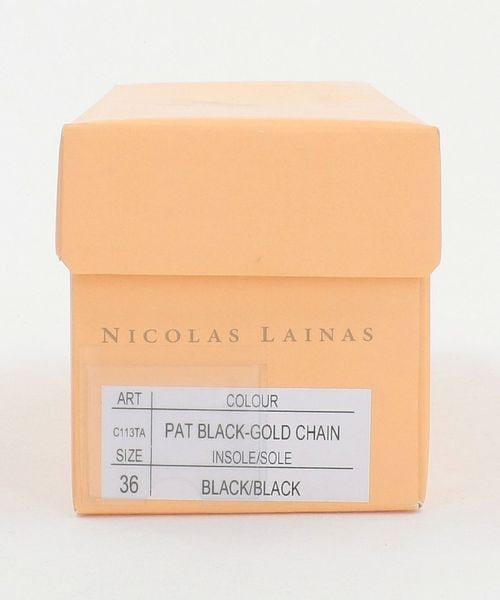 NICOLAS LAINAS
ART COLOUR
C113TA PAT BLACK-GOLD CHAIN
SIZE INSOLE/SOLE
36 BLACK/BLACK